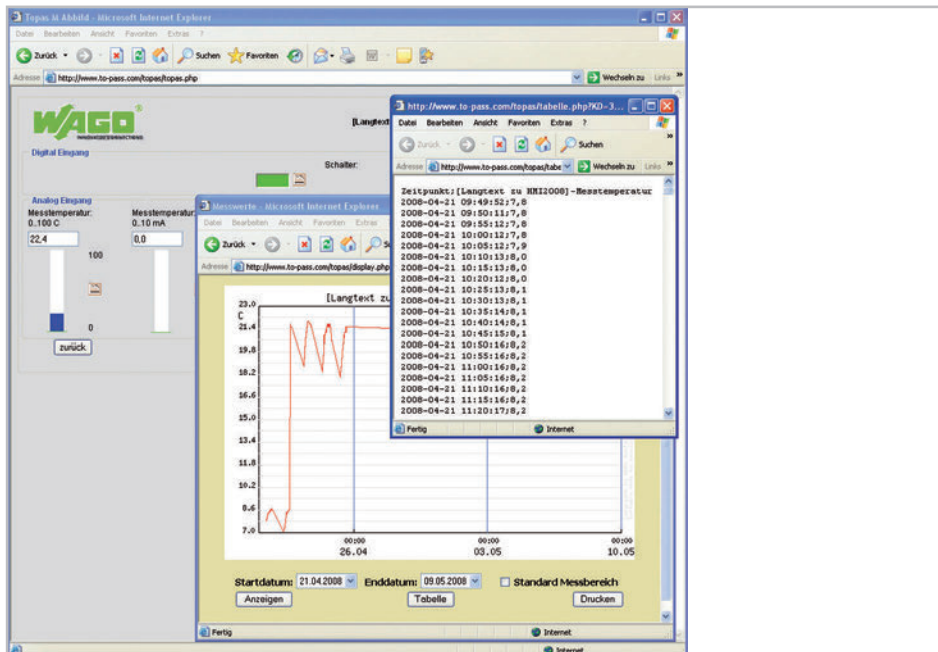 Topas M Abbild - Microsoft Internet Explorer
Datei Bearbeiten Ansicht Favoriten Extras ?
Zurück Suchen Favoriten
Adresse http://www.to-pass.com/topas/topas.php Wechseln zu Links »
WAGO®
[Langtext
Digital Eingang
Schalter:
Analog Eingang
Messtemperatur: Messtemperatur:
0..100 C 0..10 mA
22,4 0,0
100
0
zurück
Messwerte - Microsoft Internet Explorer
Datei Bearbeiten Ansicht Favoriten Extras
Zurück
Adresse http://www.to-pass.com/topas/display.php
[Langtext zu
23.0
C
21.4
19.8
18.2
16.6
15.0
13.4
11.8
10.2
8.6
7.0
00:00 00:00 00:00
26.04 03.05 10.05
Startdatum: 21.04.2008 Enddatum: 09.05.2008 Standard Messbereich
Anzeigen Tabelle Drucken
Fertig Internet
Internet
http://www.to-pass.com/topas/tabelle.php?KD-3...
Datei Bearbeiten Ansicht Favoriten Extras ?
Zurück Suchen »
Adresse http://www.to-pass.com/topas/tabe Wechseln zu Links »
Zeitpunkt;[Langtext zu HMI2008]-Messtemperatur
2008-04-21 09:49:52;7,8
2008-04-21 09:50:11;7,8
2008-04-21 09:55:12;7,8
2008-04-21 10:00:12;7,8
2008-04-21 10:05:12;7,9
2008-04-21 10:10:13;8,0
2008-04-21 10:15:13;8,0
2008-04-21 10:20:12;8,0
2008-04-21 10:25:13;8,1
2008-04-21 10:30:13;8,1
2008-04-21 10:35:14;8,1
2008-04-21 10:40:14;8,1
2008-04-21 10:45:15;8,1
2008-04-21 10:50:16;8,2
2008-04-21 10:55:16;8,2
2008-04-21 11:00:16;8,2
2008-04-21 11:05:16;8,2
2008-04-21 11:10:16;8,2
2008-04-21 11:15:16;8,2
2008-04-21 11:20:17;8,2
Fertig Internet